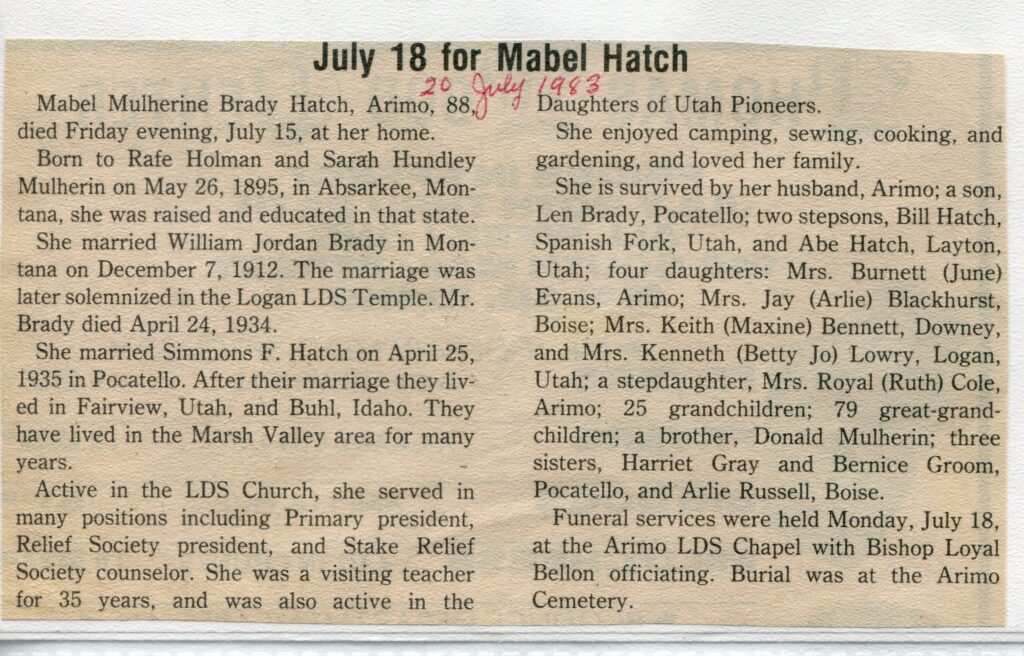 July 18 for Mabel Hatch
20 July 1983
Mabel Mulherine Brady Hatch, Arimo, 88,
died Friday evening, July 15, at her home.
Born to Rafe Holman and Sarah Hundley
Mulherin on May 26, 1895, in Absarkee, Mon-
tana, she was raised and educated in that state.
She married William Jordan Brady in Mon-
tana on December 7, 1912. The marriage was
later solemnized in the Logan LDS Temple. Mr.
Brady died April 24, 1934.
She married Simmons F. Hatch on April 25,
1935 in Pocatello. After their marriage they liv-
ed in Fairview, Utah, and Buhl, Idaho. They
have lived in the Marsh Valley area for many
years.
Active in the LDS Church, she served in
many positions including Primary president,
Relief Society president, and Stake Relief
Society counselor. She was a visiting teacher
for 35 years, and was also active in the
Daughters of Utah Pioneers.
She enjoyed camping, sewing, cooking, and
gardening, and loved her family.
She is survived by her husband, Arimo; a son,
Len Brady, Pocatello; two stepsons, Bill Hatch,
Spanish Fork, Utah, and Abe Hatch, Layton,
Utah; four daughters: Mrs. Burnett (June)
Evans, Arimo; Mrs. Jay (Arlie) Blackhurst,
Boise; Mrs. Keith (Maxine) Bennett, Downey,
and Mrs. Kenneth (Betty Jo) Lowry, Logan,
Utah; a stepdaughter, Mrs. Royal (Ruth) Cole,
Arimo; 25 grandchildren; 79 great-grand-
children; a brother, Donald Mulherin; three
sisters, Harriet Gray and Bernice Groom,
Pocatello, and Arlie Russell, Boise.
Funeral services were held Monday, July 18,
at the Arimo LDS Chapel with Bishop Loyal
Bellon officiating. Burial was at the Arimo
Cemetery.